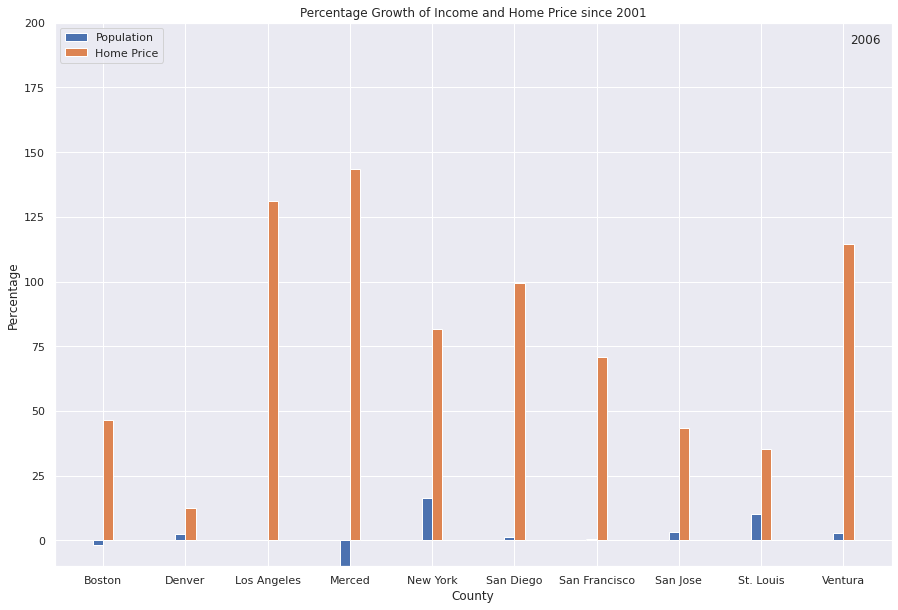 Percentage Growth of Income and Home Price since 2001
200
175
150
125
100
75
50
25
0
Percentage
Population
Home Price
2006
Boston
Denver
Los Angeles
Merced
New York
San Diego
San Francisco
San Jose
St. Louis
Ventura
County